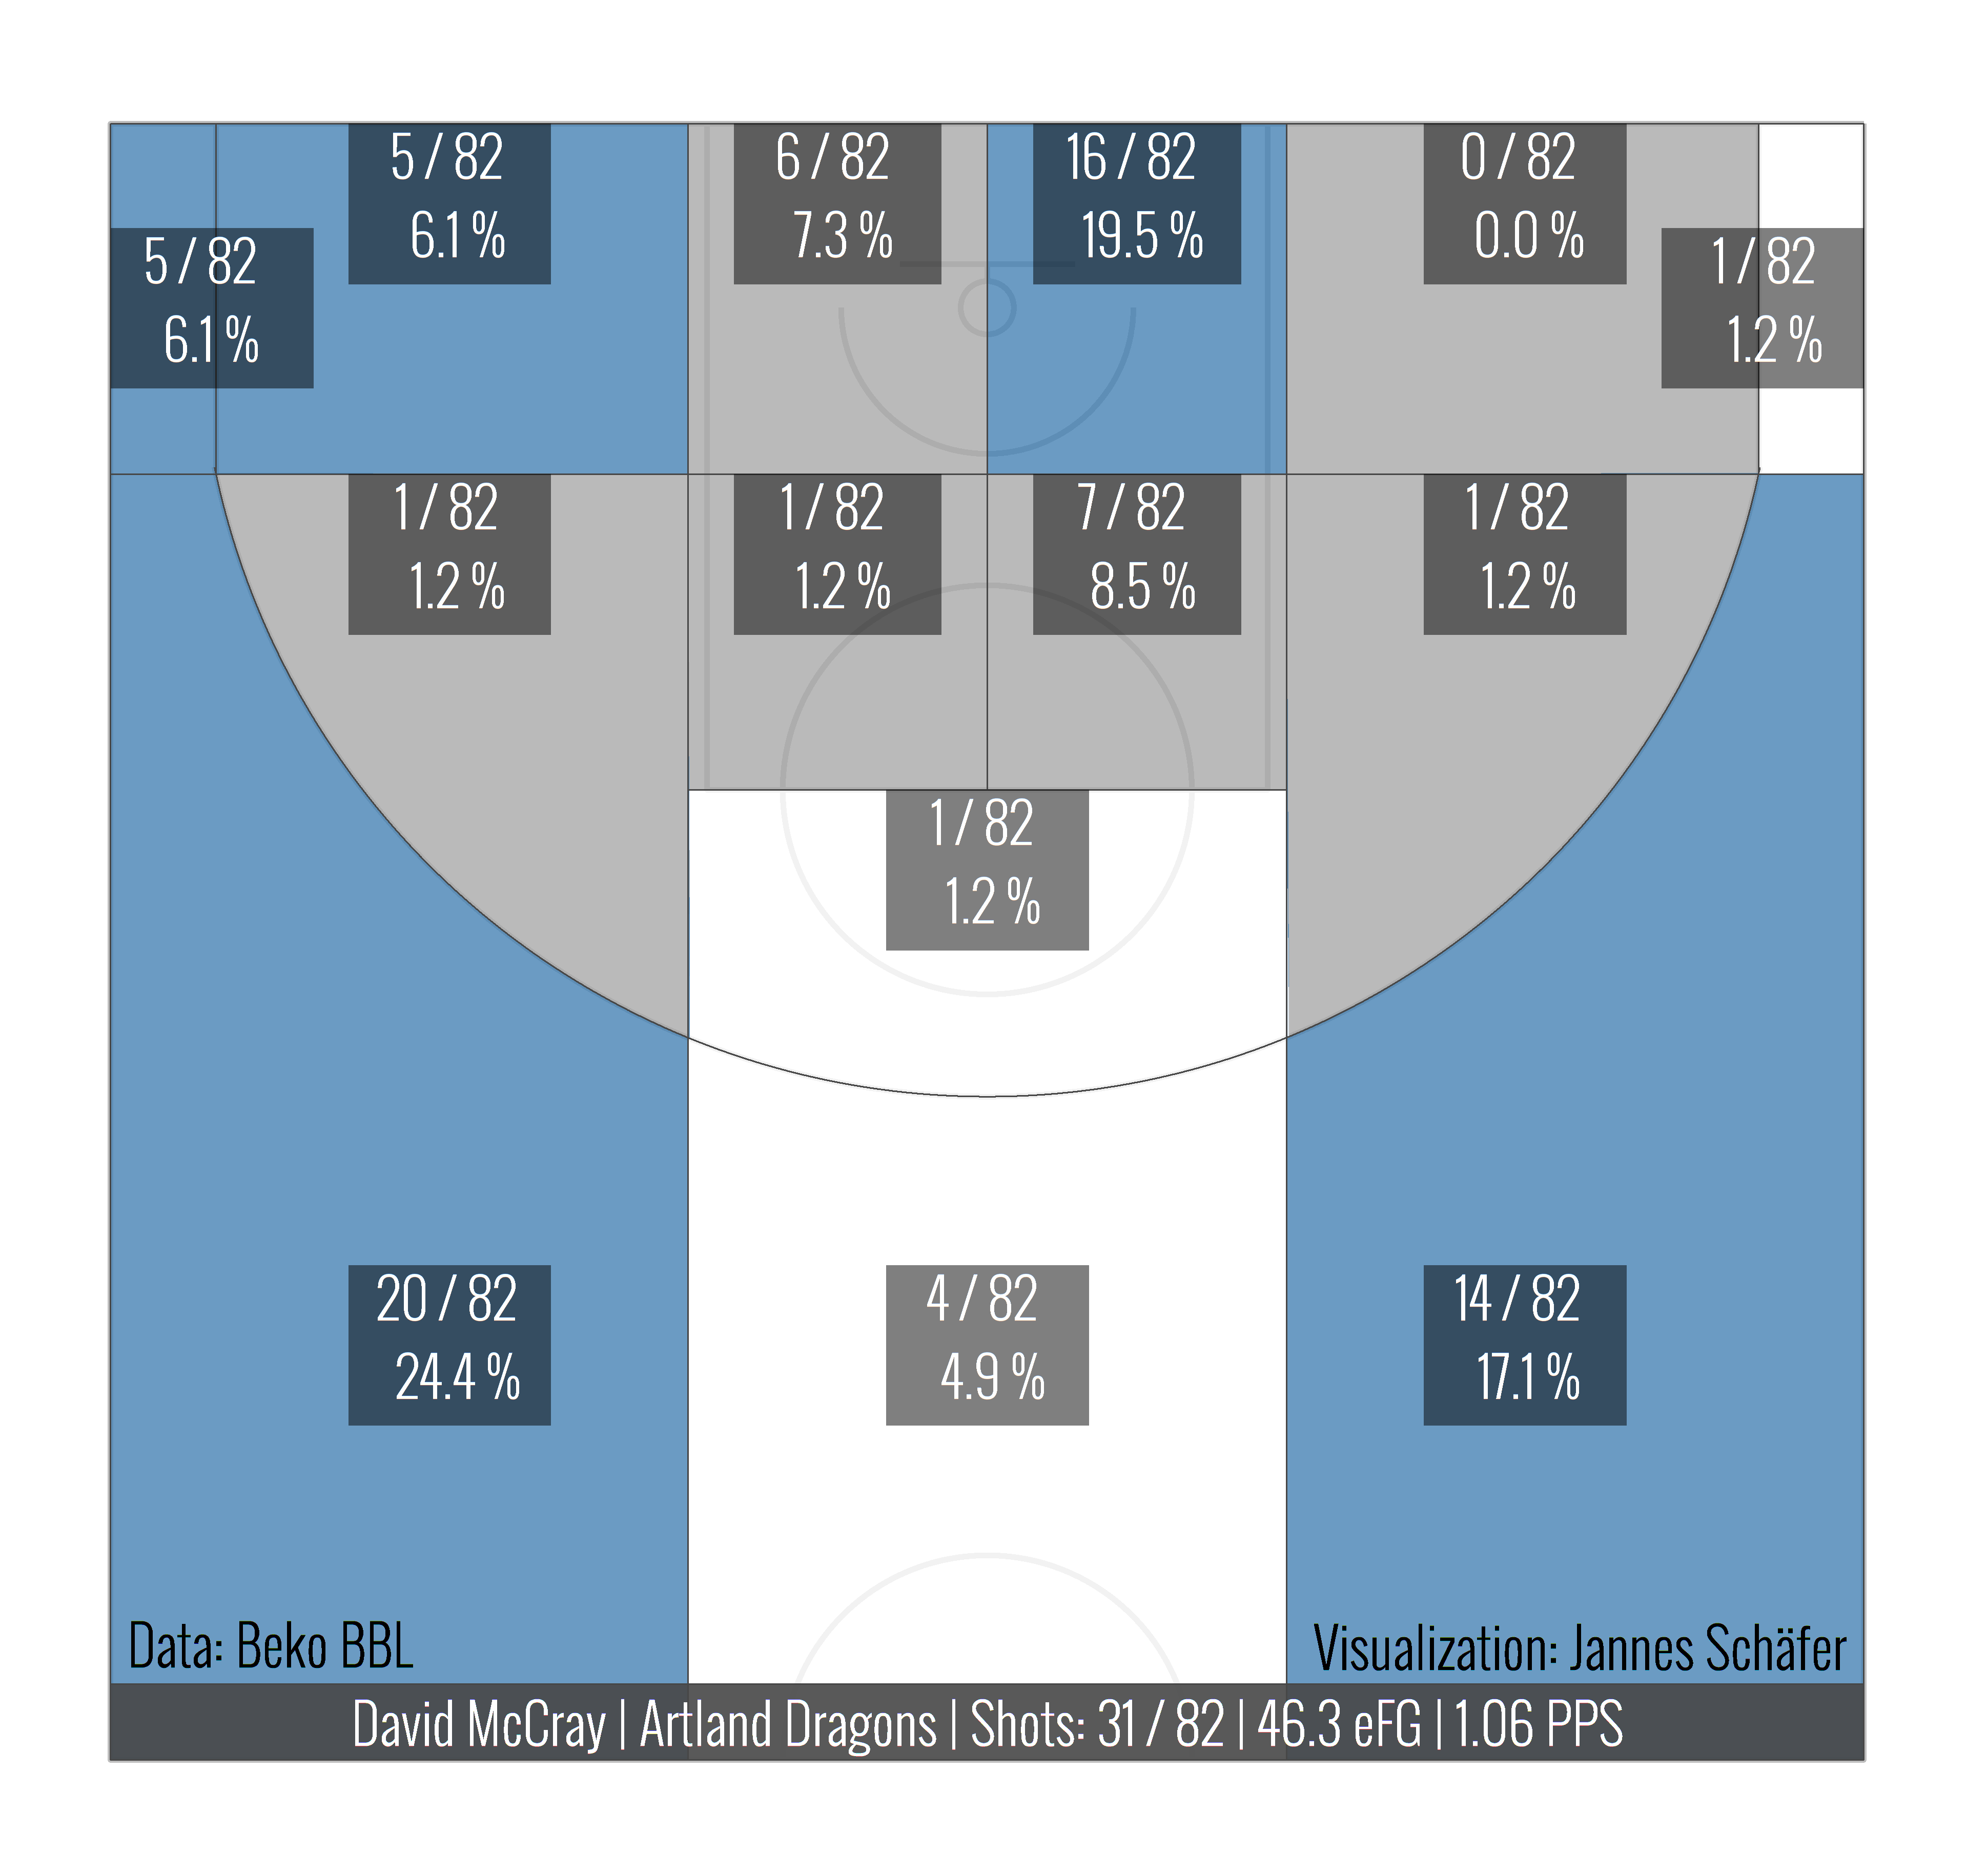 5 / 82
6.1 %
6 / 82
7.3 %
16 / 82
19.5 %
0 / 82
0.0 %
5 / 82
6.1 %
1 / 82
1.2 %
1 / 82
1.2 %
1 / 82
1.2 %
7 / 82
8.5 %
1 / 82
1.2 %
1 / 82
1.2 %
20 / 82
24.4 %
4 / 82
4.9 %
14 / 82
17.1 %
Data: Beko BBL
Visualization: Jannes Schäfer
David McCray | Artland Dragons | Shots: 31 / 82 | 46.3 eFG | 1.06 PPS